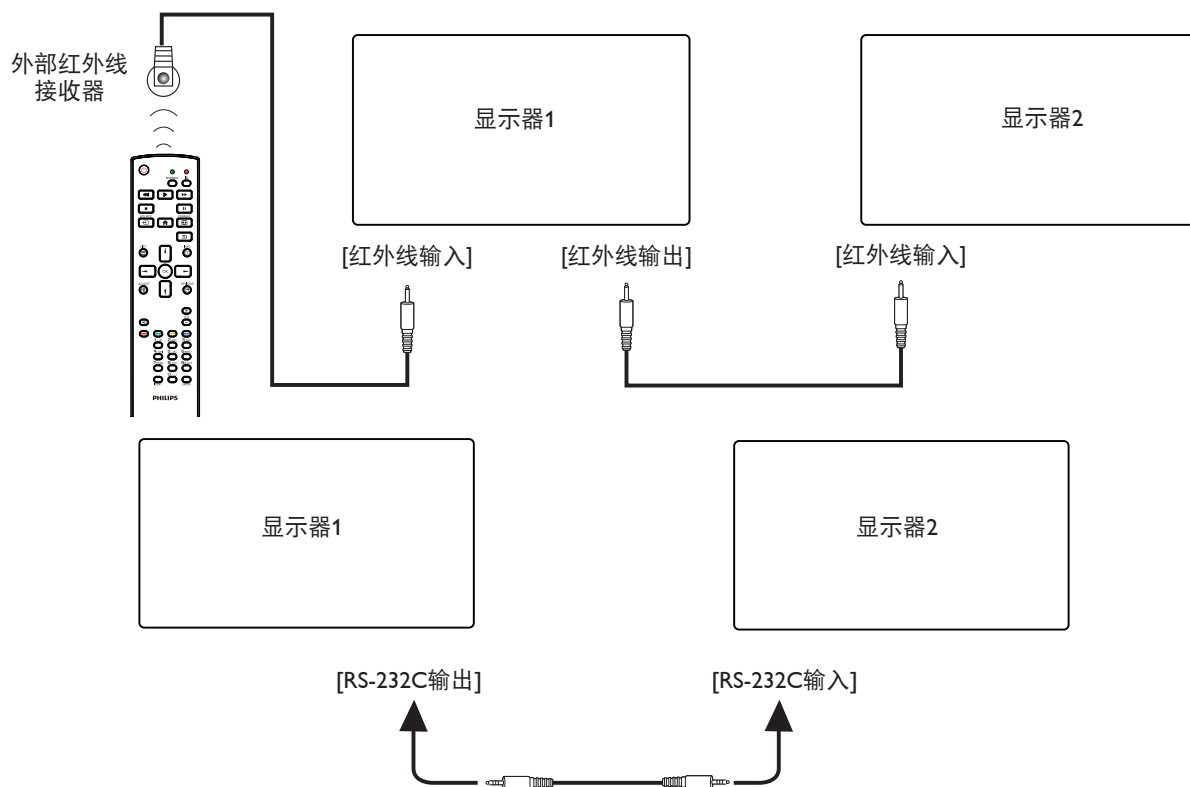 外部红外线
接收器
显示器1
显示器2
[红外线输入]
[红外线输出]
[红外线输入]
PHILIPS
显示器1
显示器2
[RS-232C输出]
[RS-232C输入]